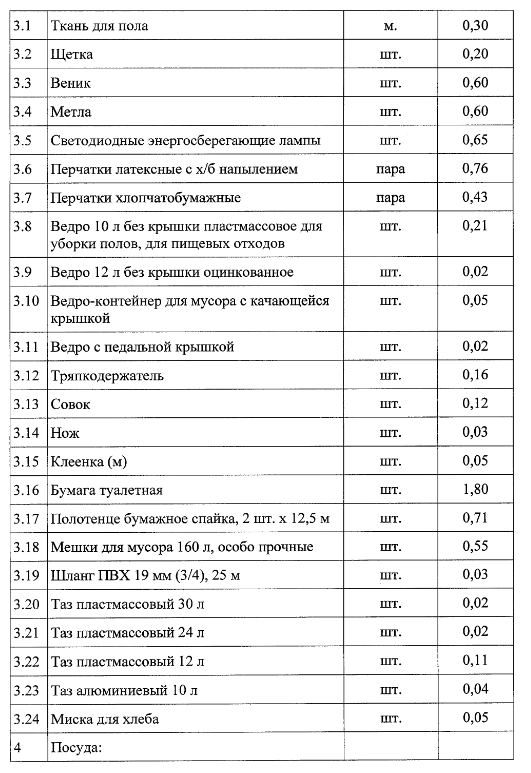 3.1 Ткань для пола м. 0,30
3.2 Щетка шт. 0,20
3.3 Веник шт. 0,60
3.4 Метла шт. 0,60
3.5 Светодиодные энергосберегающие лампы шт. 0,65
3.6 Перчатки латексные с х/б напылением пара 0,76
3.7 Перчатки хлопчатобумажные пара 0,43
3.8 Ведро 10 л без крышки пластмассовое для шт. 0,21
уборки полов, для пищевых отходов
3.9 Ведро 12 л без крышки оцинкованное шт. 0,02
3.10 Ведро-контейнер для мусора с качающейся шт. 0,05
крышкой
3.11 Ведро с педальной крышкой шт. 0,02
3.12 Тряпкодержатель шт. 0,16
3.13 Совок шт. 0,12
3.14 Нож шт. 0,03
3.15 Клеенка (м) шт. 0,05
3.16 Бумага туалетная шт. 1,80
3.17 Полотенце бумажное спайка, 2 шт. х 12,5 м шт. 0,71
3.18 Мешки для мусора 160 л, особо прочные шт. 0,55
3.19 Шланг ПВХ 19 мм (3/4), 25 м шт. 0,03
3.20 Таз пластмассовый 30 л шт. 0,02
3.21 Таз пластмассовый 24 л шт. 0,02
3.22 Таз пластмассовый 12 л шт. 0,11
3.23 Таз алюминиевый 10 л шт. 0,04
3.24 Миска для хлеба шт. 0,05
4 Посуда: